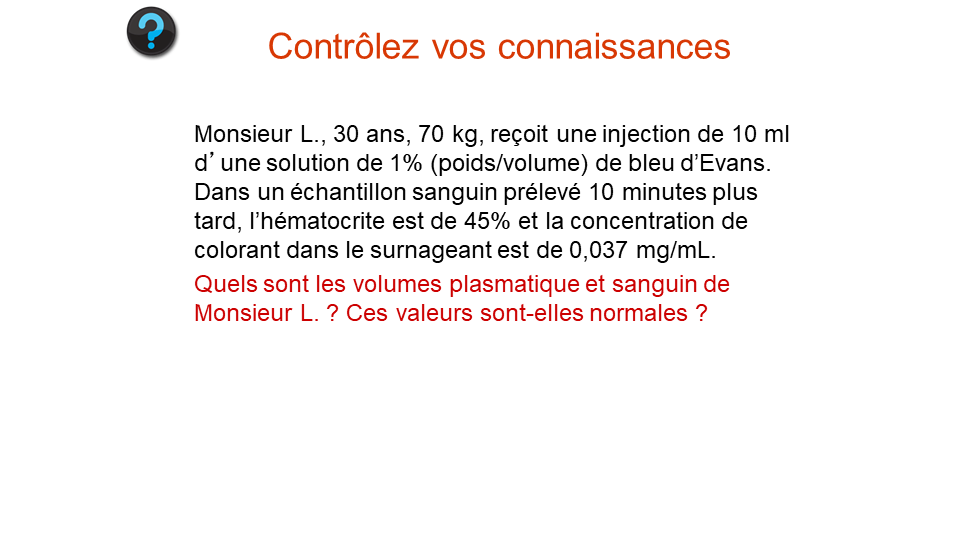 Contrôlez vos connaissances
Monsieur L., 30 ans, 70 kg, reçoit une injection de 10 ml
d’une solution de 1% (poids/volume) de bleu d’Evans.
Dans un échantillon sanguin prélevé 10 minutes plus
tard, l’hématocrite est de 45% et la concentration de
colorant dans le surnageant est de 0,037 mg/mL.
Quels sont les volumes plasmatique et sanguin de
Monsieur L. ? Ces valeurs sont-elles normales ?